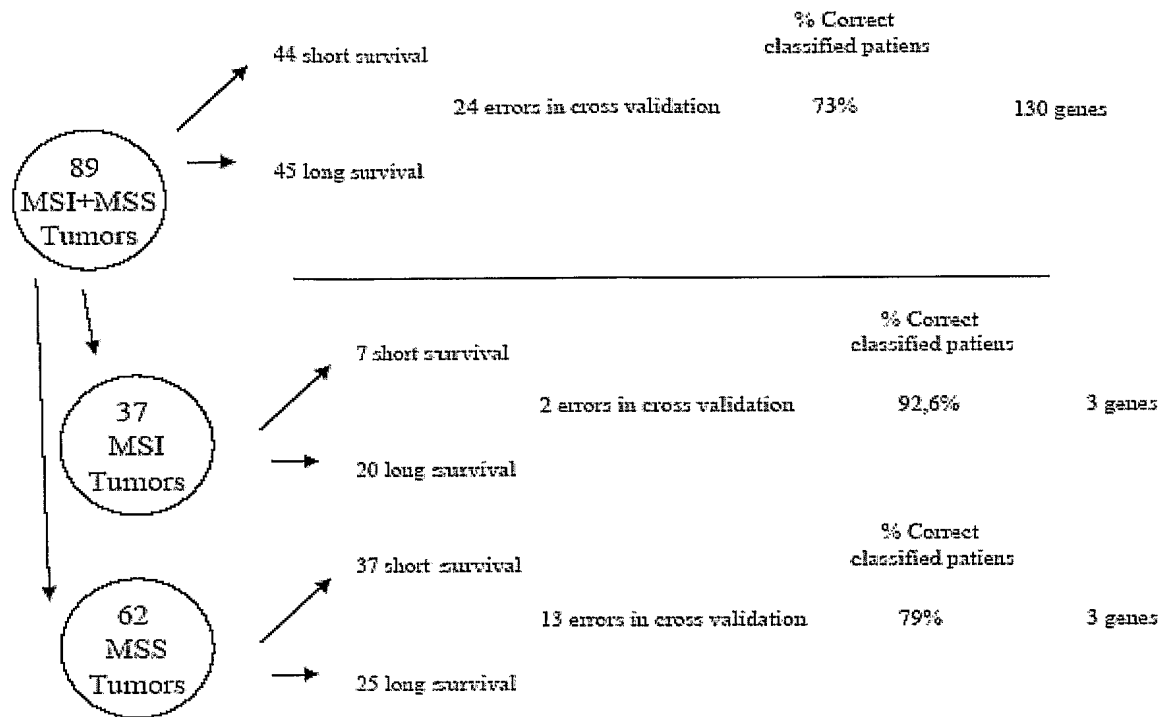 % Correct
classified patiens
44 short survival
24 errors in cross validation 73% 130 genes
45 long survival
89
MSI+MSS
Tumors
% Correct
classified patiens
7 short survival
2 errors in cross validation 92,6% 3 genes
20 long survival
37
MSI
Tumors
% Correct
classified patiens
37 short survival
13 errors in cross validation 79% 3 genes
25 long survival
62
MSS
Tumors